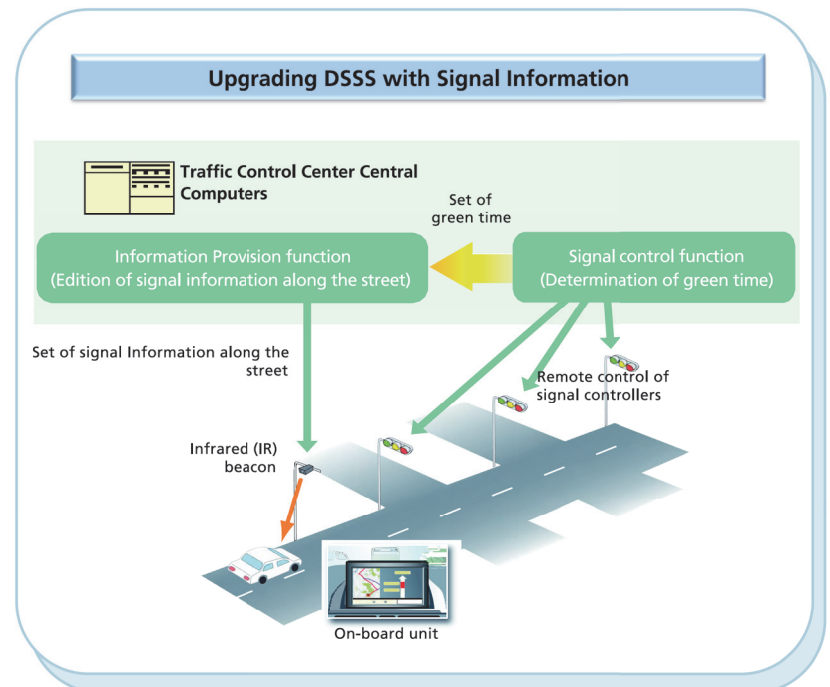 Upgrading DSSS with Signal Information
Traffic Control Center Central
Computers
Set of
green time
Information Provision function
(Edition of signal information along the street)
Signal control function
(Determination of green time)
Set of signal Information along the
street
Remote control of
signal controllers
Infrared (IR)
beacon
On-board unit